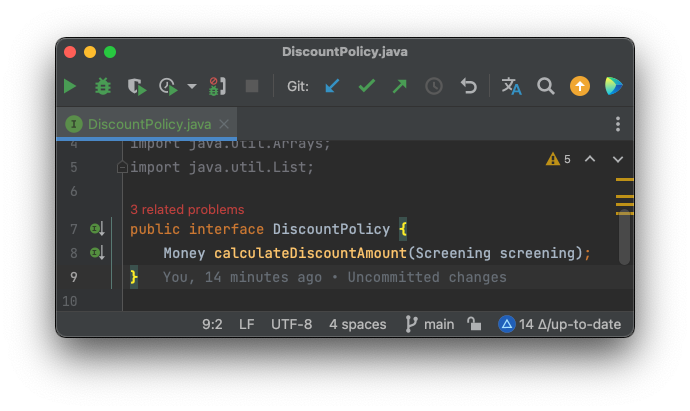 DiscountPolicy.java
Git:
DiscountPolicy.java
4 import java.util.Arrays;
5 import java.util.List;
5
6
3 related problems
7 public interface DiscountPolicy {
8 Money calculateDiscountAmount(Screening screening);
9 } You, 14 minutes ago • Uncommitted changes
10
9:2 LF UTF-8 4 spaces main 14 Δ/up-to-date